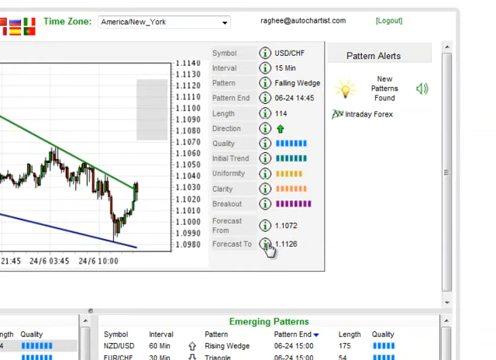 Time Zone: America/New_York raghee@autochartist.com [Logout]
Symbol USD/CHF
Interval 15 Min
Pattern Falling Wedge
Pattern End 06-24 14:45
Length 114
Direction
Quality
Initial Trend
Uniformity
Clarity
Breakout
Forecast From 1.1072
Forecast To 1.1126
Pattern Alerts
New
Patterns
Found
Intraday Forex
1.1140
1.1130
1.1120
1.1110
1.1100
1.1090
1.1080
1.1070
1.1060
1.1050
1.1040
1.1030
1.1020
1.1010
1.1000
1.0990
1.0980
21:45 24/6 03:45 24/6 10:00
Emerging Patterns
Quality
Symbol Interval Pattern Pattern End Length Quality
NZD/USD 60 Min Rising Wedge 06-24 15:00 175
EUR/CHF 30 Min Triangle 06-24 15:00 54